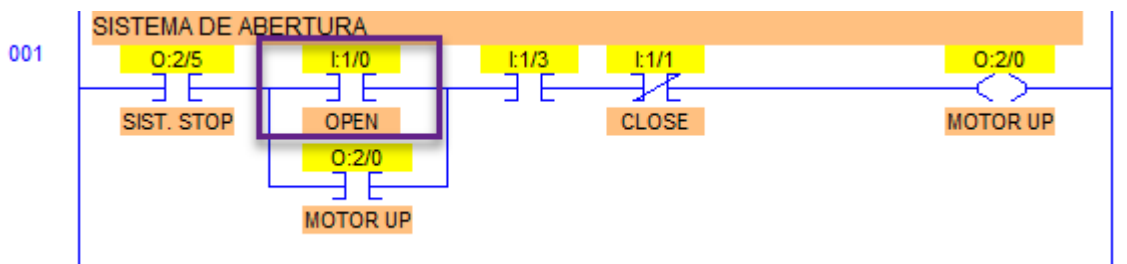 SISTEMA DE ABERTURA
001
O:2/5 I:1/0 I:1/3 I:1/1 O:2/0
SIST. STOP OPEN CLOSE MOTOR UP
O:2/0
MOTOR UP